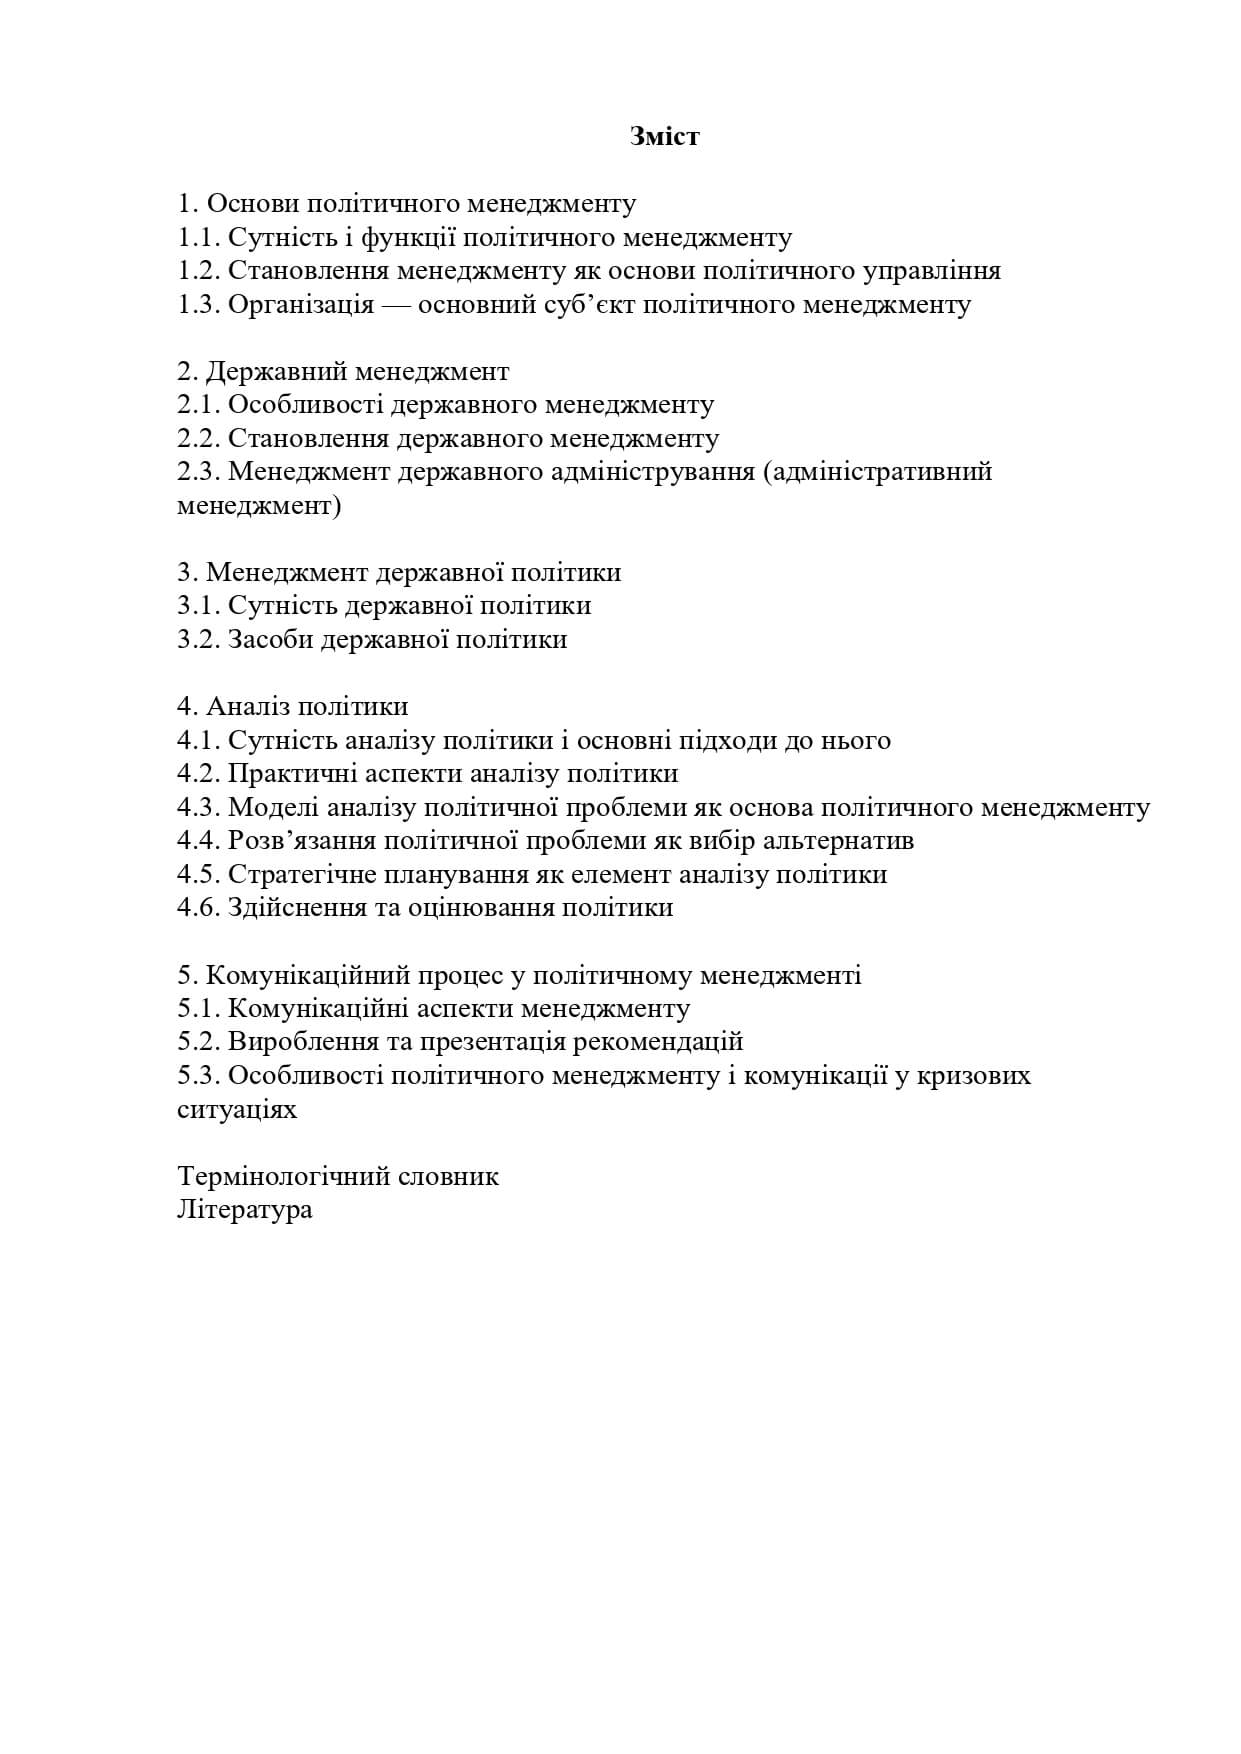 Зміст
1. Основи політичного менеджменту
1.1. Сутність і функції політичного менеджменту
1.2. Становлення менеджменту як основи політичного управління
1.3. Організація — основний суб’єкт політичного менеджменту
2. Державний менеджмент
2.1. Особливості державного менеджменту
2.2. Становлення державного менеджменту
2.3. Менеджмент державного адміністрування (адміністративний
менеджмент)
3. Менеджмент державної політики
3.1. Сутність державної політики
3.2. Засоби державної політики
4. Аналіз політики
4.1. Сутність аналізу політики і основні підходи до нього
4.2. Практичні аспекти аналізу політики
4.3. Моделі аналізу політичної проблеми як основа політичного менеджменту
4.4. Розв’язання політичної проблеми як вибір альтернатив
4.5. Стратегічне планування як елемент аналізу політики
4.6. Здійснення та оцінювання політики
5. Комунікаційний процес у політичному менеджменті
5.1. Комунікаційні аспекти менеджменту
5.2. Вироблення та презентація рекомендацій
5.3. Особливості політичного менеджменту і комунікації у кризових
ситуаціях
Термінологічний словник
Література